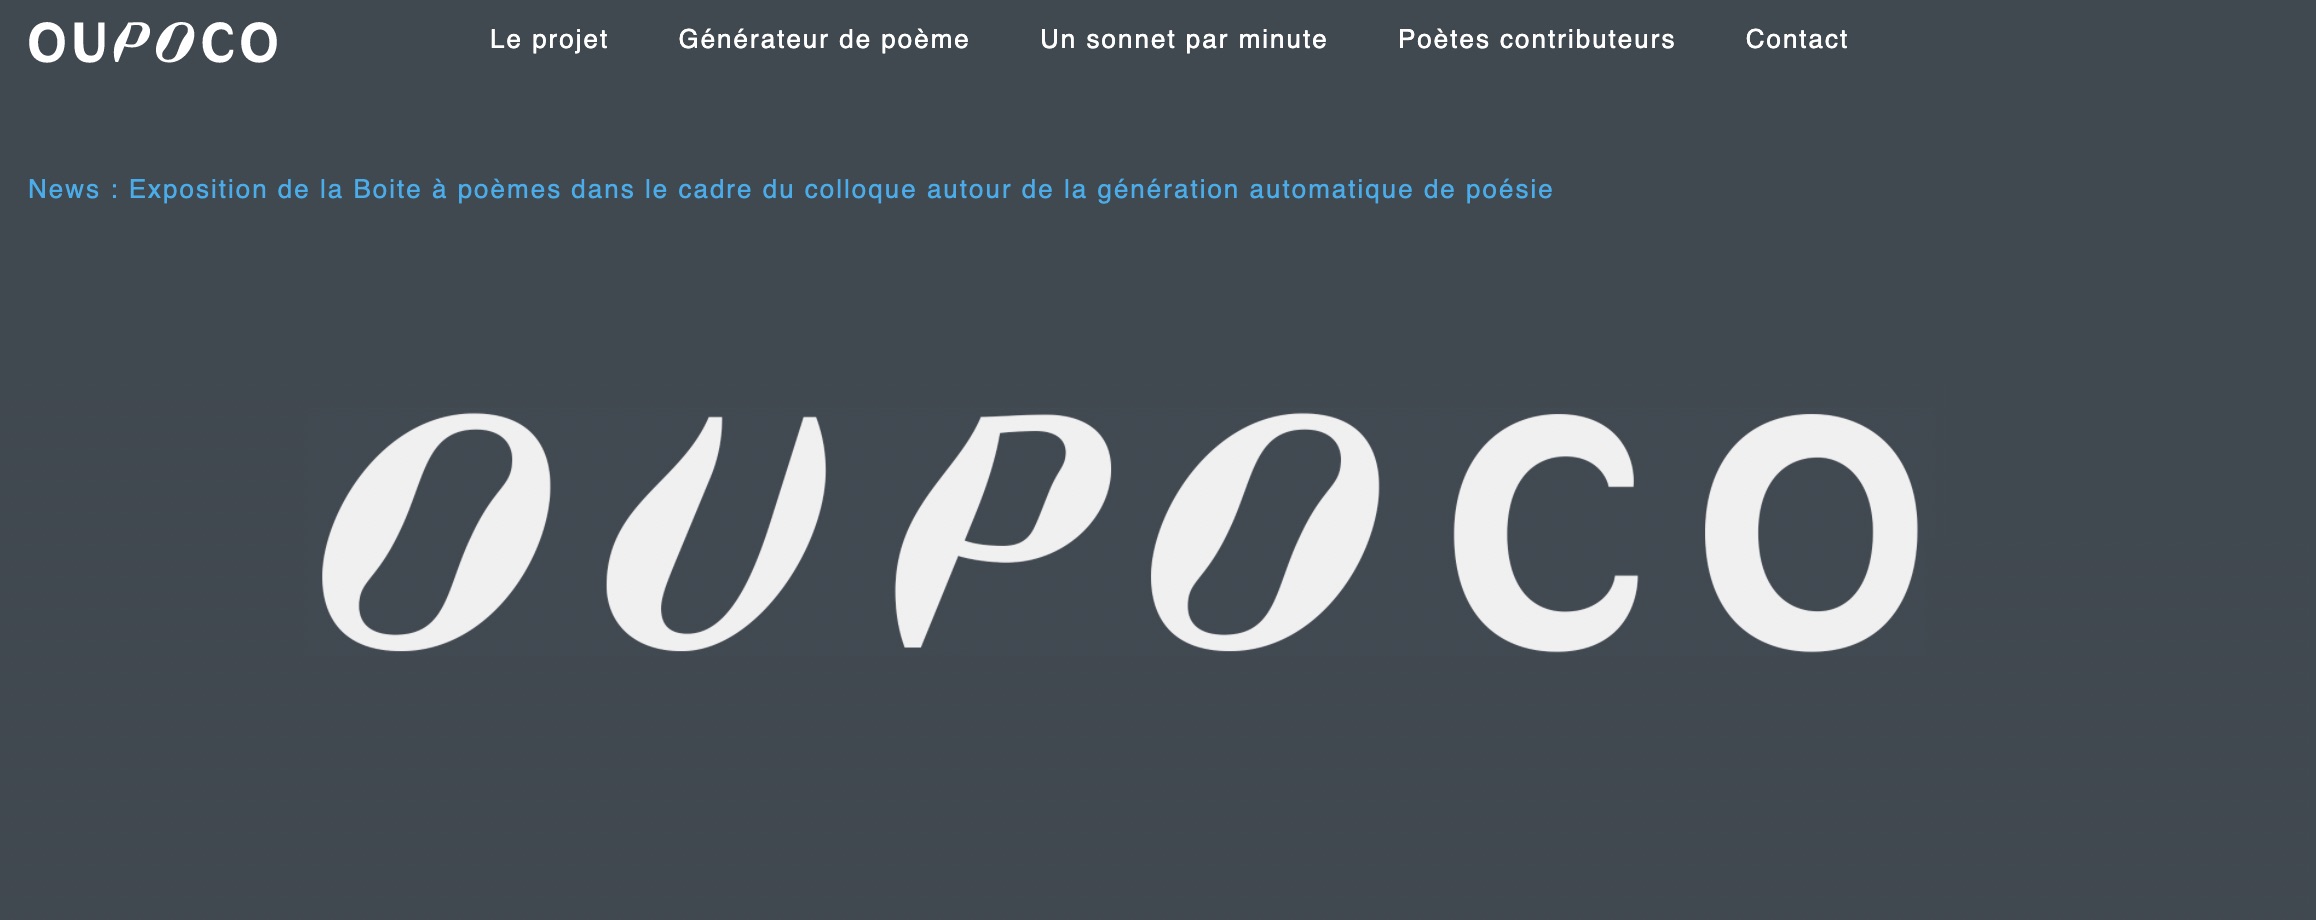 OUPOCO
Le projet Générateur de poème Un sonnet par minute Poètes contributeurs Contact
News : Exposition de la Boite à poèmes dans le cadre du colloque autour de la génération automatique de poésie
OUPOCO